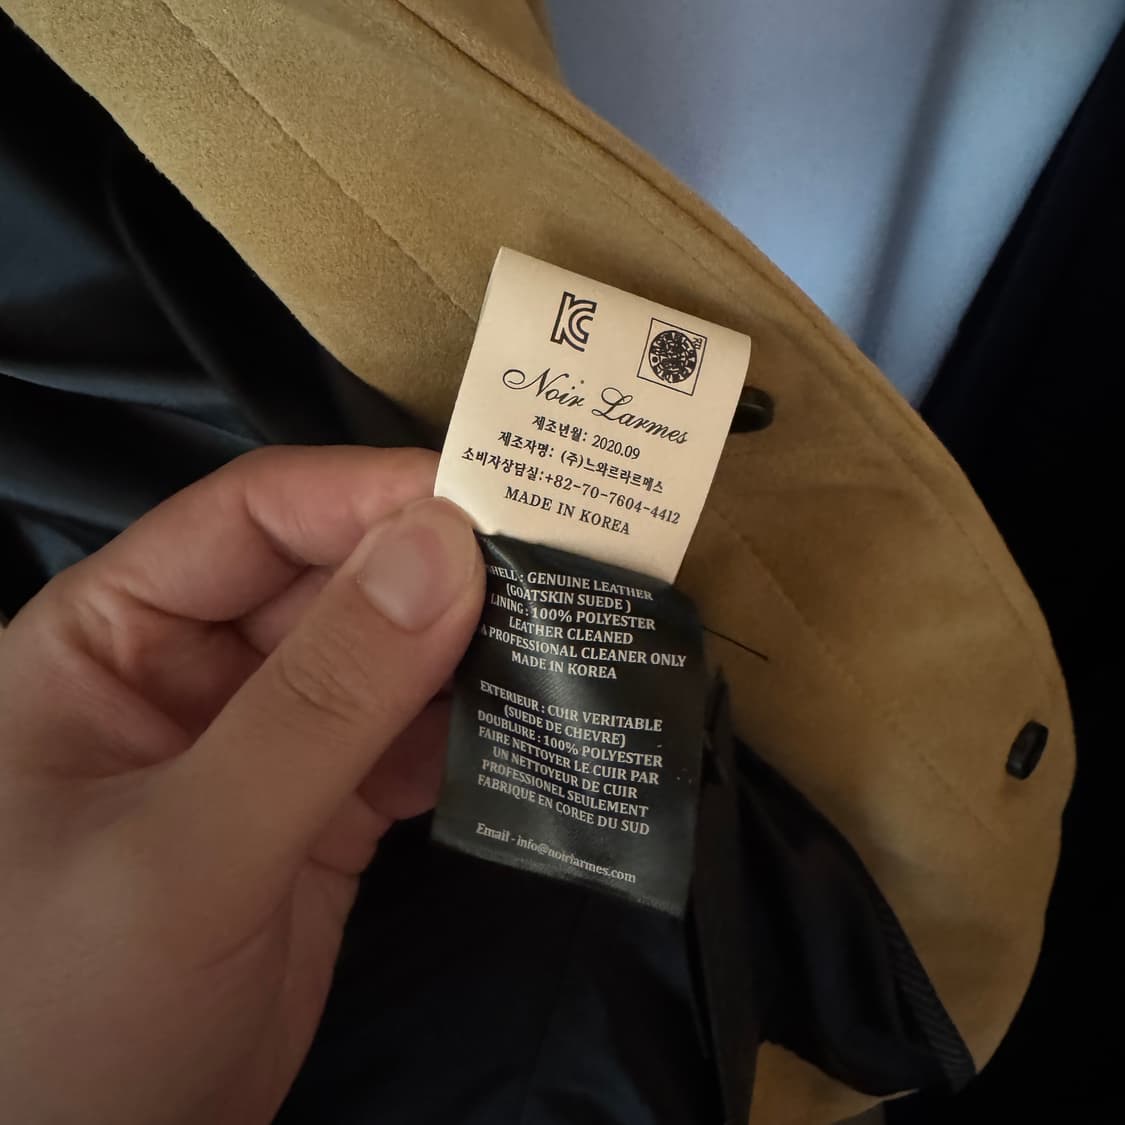 KC
Noir Larmes
제조년월: 2020.09
제조자명: (주)느와르라르메스
소비자상담실:+82-70-7604-4412
MADE IN KOREA
SHELL : GENUINE LEATHER
(GOATSKIN SUEDE )
LINING : 100% POLYESTER
LEATHER CLEANED
A PROFESSIONAL CLEANER ONLY
MADE IN KOREA
EXTERIEUR : CUIR VERITABLE
(SUEDE DE CHEVRE)
DOUBLURE : 100% POLYESTER
FAIRE NETTOYER LE CUIR PAR
UN NETTOYEUR DE CUIR
PROFESSIONEL SEULEMENT
FABRIQUE EN COREE DU SUD
Email - info@noirlarmes.com